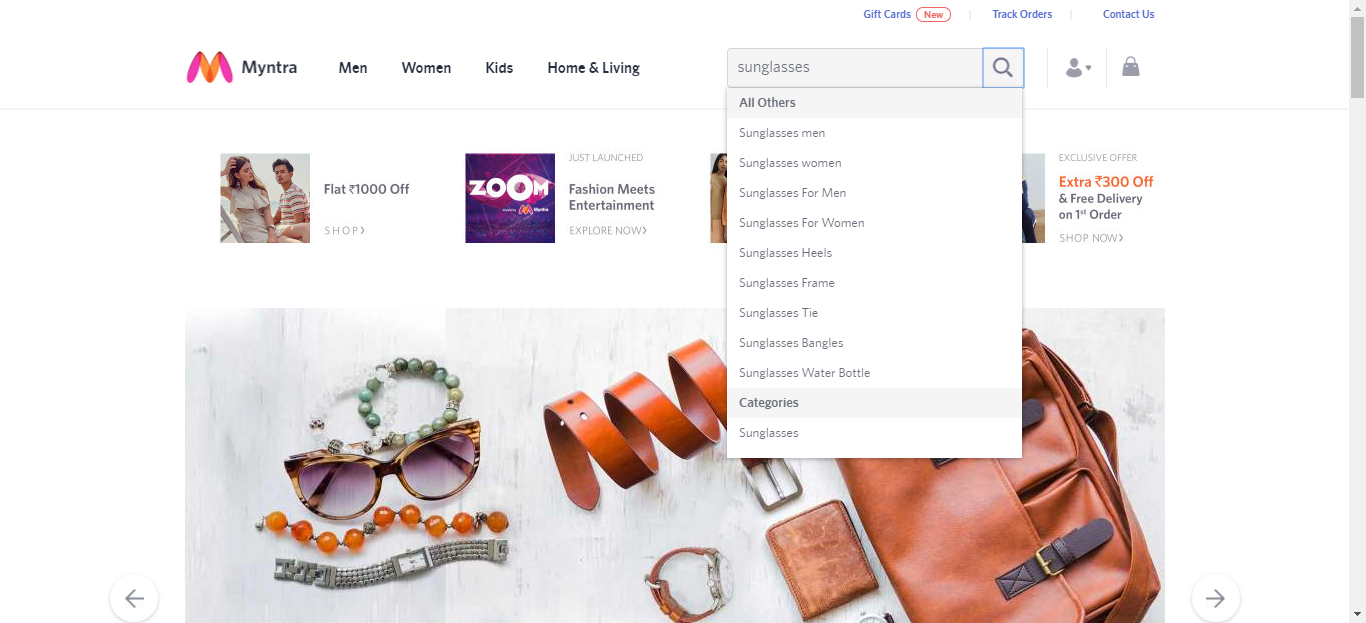 Gift Cards New | Track Orders | Contact Us
Myntra Men Women Kids Home & Living sunglasses
All Others
Sunglasses men
Sunglasses women
Sunglasses For Men
Sunglasses For Women
Sunglasses Heels
Sunglasses Frame
Sunglasses Tie
Sunglasses Bangles
Sunglasses Water Bottle
Categories
Sunglasses
Flat ₹1000 Off
SHOP›
ZOOM
Myntra
JUST LAUNCHED
Fashion Meets
Entertainment
EXPLORE NOW›
EXCLUSIVE OFFER
Extra ₹300 Off
& Free Delivery
on 1st Order
SHOP NOW›